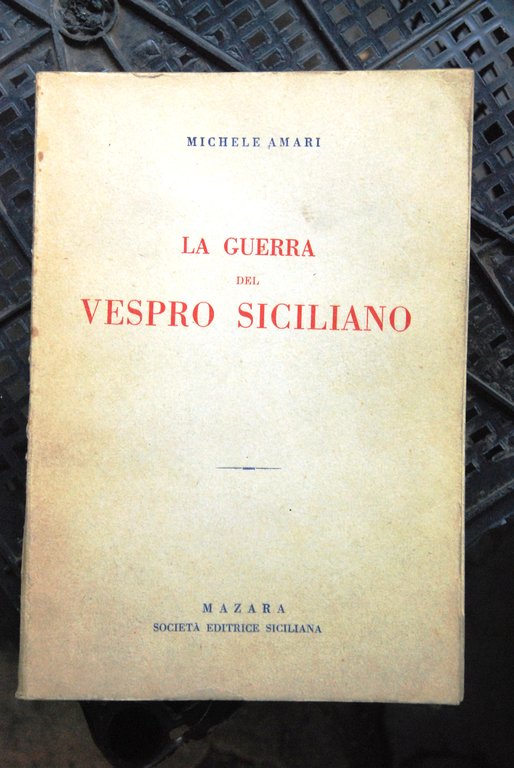 MICHELE AMARI
LA GUERRA
DEL
VESPRO SICILIANO
MAZARA
SOCIETÀ EDITRICE SICILIANA